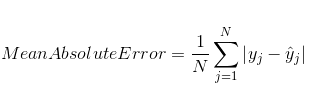 MeanAbsoluteError = \frac{1}{N} \sum_{j=1}^{N} |y_j - \hat{y}_j|